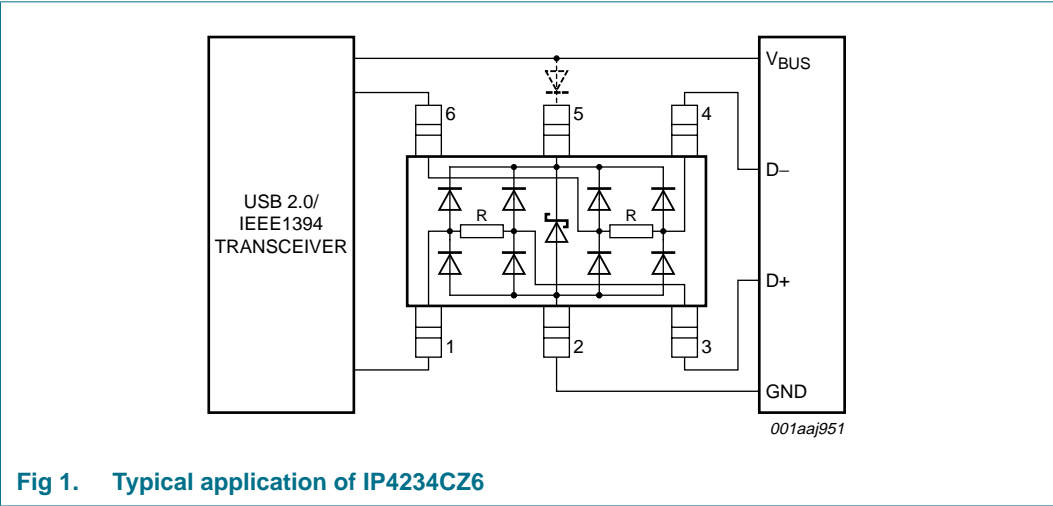 VBUS
6
5
4
D−
USB 2.0/
IEEE1394
TRANSCEIVER
R
R
D+
1
2
3
GND
001aaj951
Fig 1. Typical application of IP4234CZ6